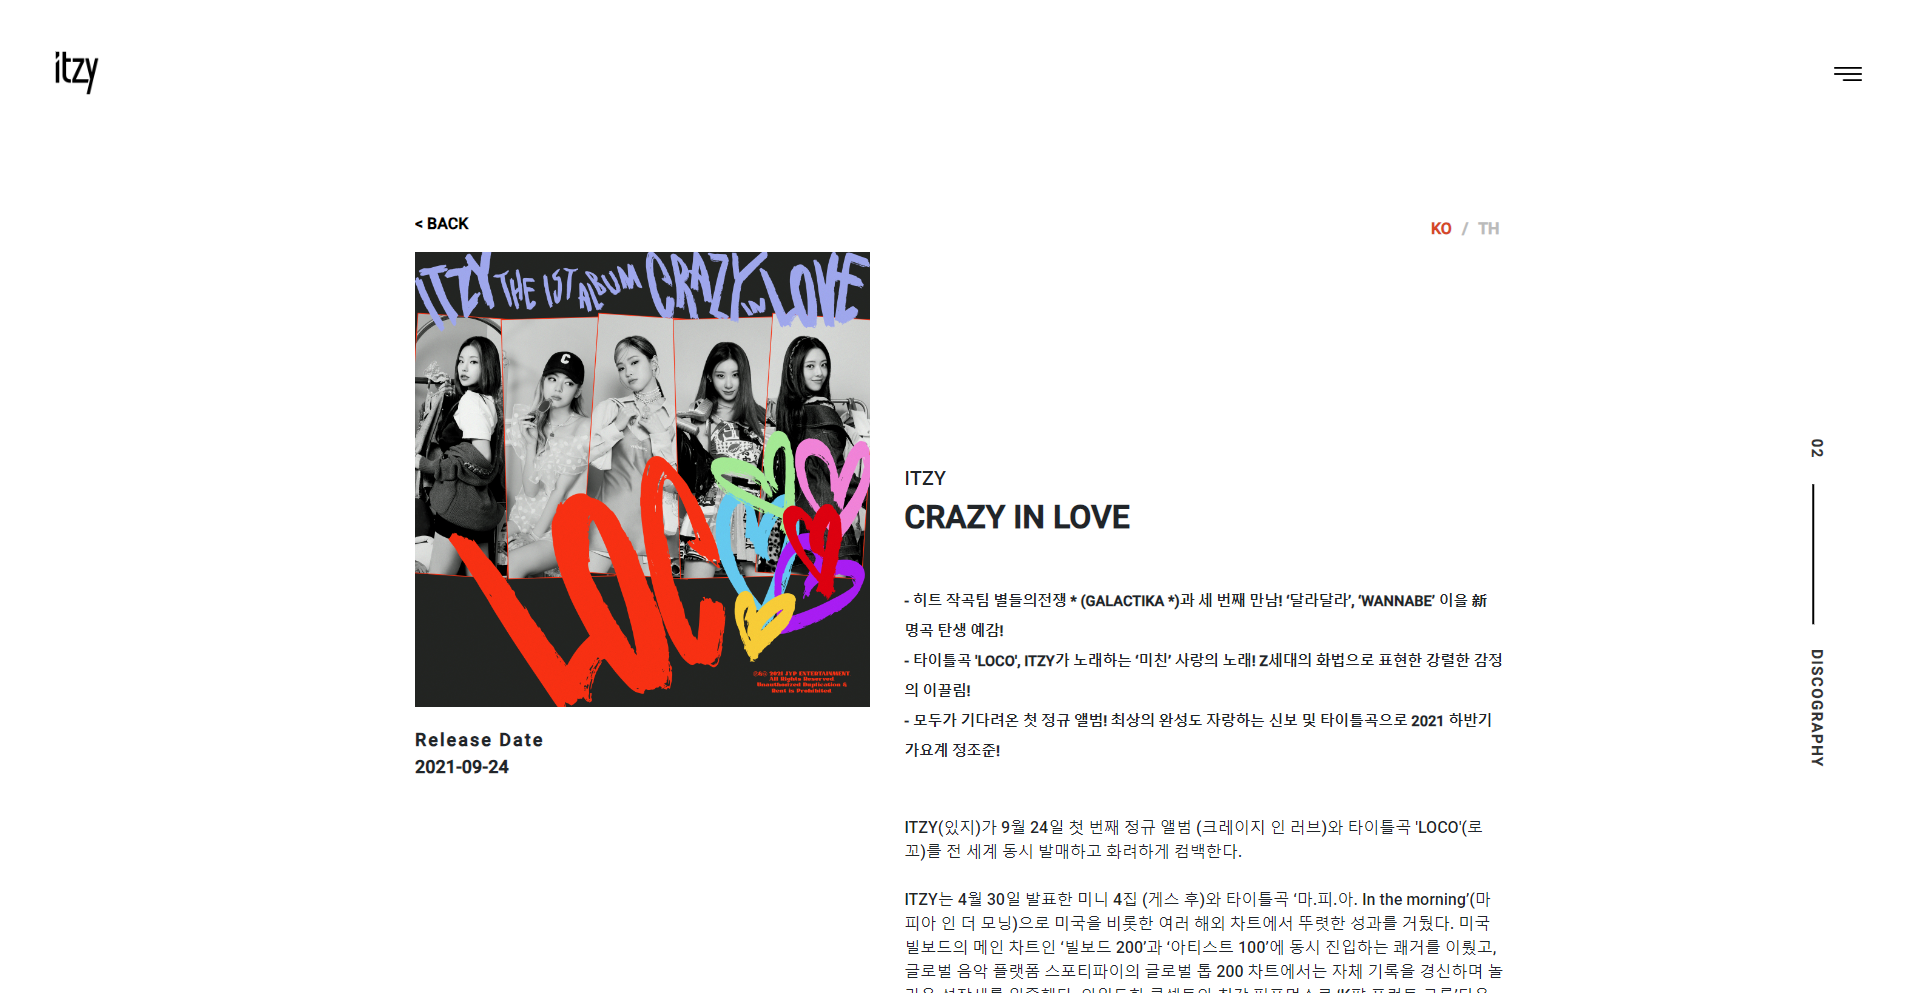 itzy
< BACK
KO / TH
ITZY THE 1ST ALBUM CRAZY IN LOVE
C
LOCO
ⓒⓟ 2021 JYP ENTERTAINMENT
All Rights Reserved
Unauthorized Duplication &
Rent is Prohibited
Release Date
2021-09-24
ITZY
CRAZY IN LOVE
- 히트 작곡팀 별들의전쟁 * (GALACTIKA *)과 세 번째 만남! ‘달라달라’, ‘WANNABE’ 이을 新
명곡 탄생 예감!
- 타이틀곡 'LOCO', ITZY가 노래하는 ‘미친’ 사랑의 노래! Z세대의 화법으로 표현한 강렬한 감정
의 이끌림!
- 모두가 기다려온 첫 정규 앨범! 최상의 완성도 자랑하는 신보 및 타이틀곡으로 2021 하반기
가요계 정조준!
ITZY(있지)가 9월 24일 첫 번째 정규 앨범 (크레이지 인 러브)와 타이틀곡 'LOCO'(로
꼬)를 전 세계 동시 발매하고 화려하게 컴백한다.
ITZY는 4월 30일 발표한 미니 4집 (게스 후)와 타이틀곡 ‘마.피.아. In the morning’(마
피아 인 더 모닝)으로 미국을 비롯한 여러 해외 차트에서 뚜렷한 성과를 거뒀다. 미국
빌보드의 메인 차트인 ‘빌보드 200’과 ‘아티스트 100’에 동시 진입하는 쾌거를 이뤘고,
글로벌 음악 플랫폼 스포티파이의 글로벌 톱 200 차트에서는 자체 기록을 경신하며 놀
02
DISCOGRAPHY